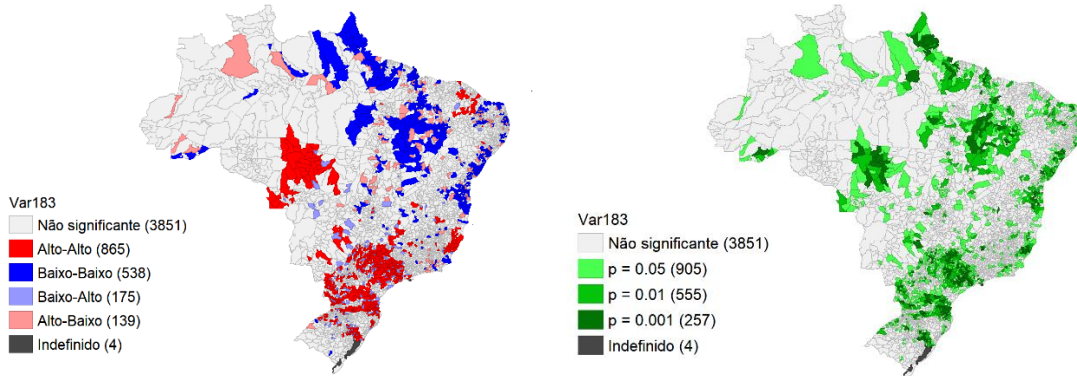 Var183
Não significante (3851)
Alto-Alto (865)
Baixo-Baixo (538)
Baixo-Alto (175)
Alto-Baixo (139)
Indefinido (4)
Var183
Não significante (3851)
p = 0.05 (905)
p = 0.01 (555)
p = 0.001 (257)
Indefinido (4)